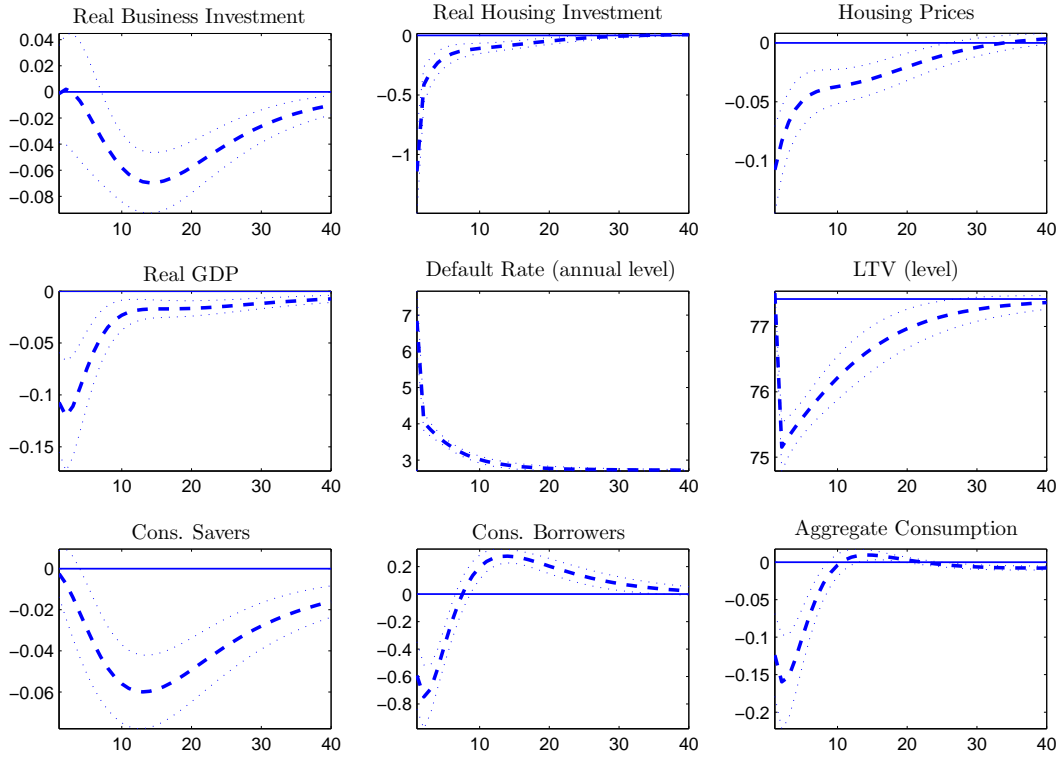 Real Business Investment
0.04
0.02
0
−0.02
−0.04
−0.06
−0.08
10 20 30 40
Real Housing Investment
0
−0.5
−1
10 20 30 40
Housing Prices
0
−0.05
−0.1
10 20 30 40
Real GDP
0
−0.05
−0.1
−0.15
10 20 30 40
Default Rate (annual level)
7
6
5
4
3
10 20 30 40
LTV (level)
77
76
75
10 20 30 40
Cons. Savers
0
−0.02
−0.04
−0.06
10 20 30 40
Cons. Borrowers
0.2
0
−0.2
−0.4
−0.6
−0.8
10 20 30 40
Aggregate Consumption
0
−0.05
−0.1
−0.15
−0.2
10 20 30 40